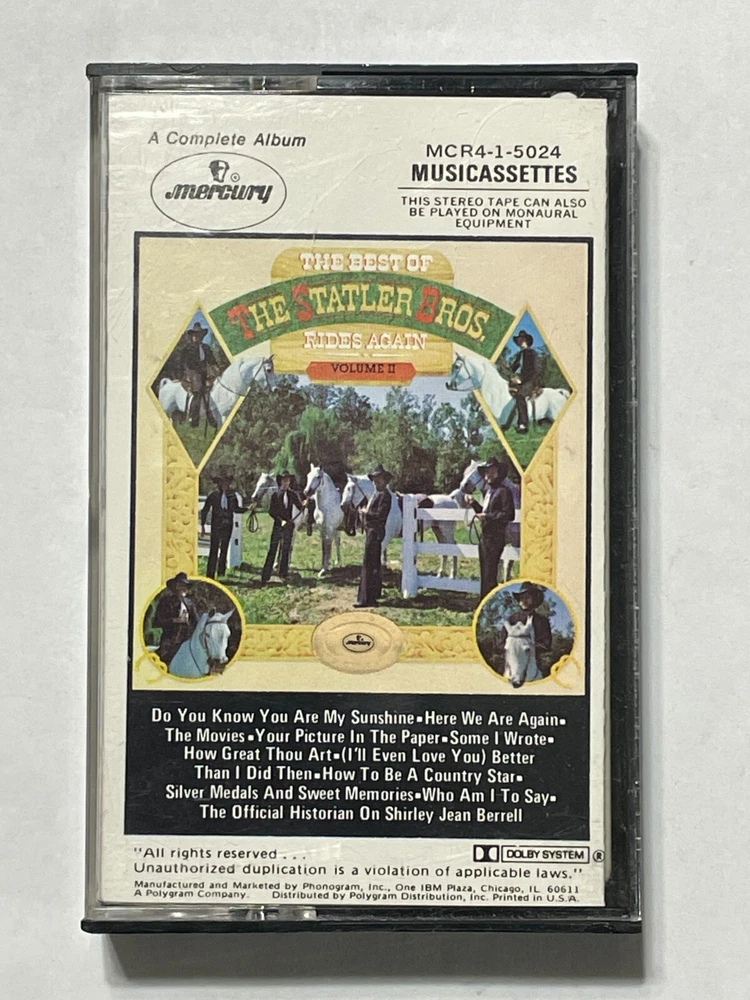 A Complete Album
mercury
MCR4-1-5024
MUSICASSETTES
THIS STEREO TAPE CAN ALSO
BE PLAYED ON MONAURAL
EQUIPMENT
THE BEST OF
THE STATLER BROS.
RIDES AGAIN
VOLUME II
mercury
Do You Know You Are My Sunshine▪Here We Are Again▪
The Movies▪Your Picture In The Paper▪Some I Wrote▪
How Great Thou Art▪(I'll Even Love You) Better
Than I Did Then▪How To Be A Country Star▪
Silver Medals And Sweet Memories▪Who Am I To Say▪
The Official Historian On Shirley Jean Berrell
"All rights reserved . . .
DOLBY SYSTEM ®
Unauthorized duplication is a violation of applicable laws."
Manufactured and Marketed by Phonogram, Inc., One IBM Plaza, Chicago, IL 60611
A Polygram Company. Distributed by Polygram Distribution, Inc. Printed in U.S.A.